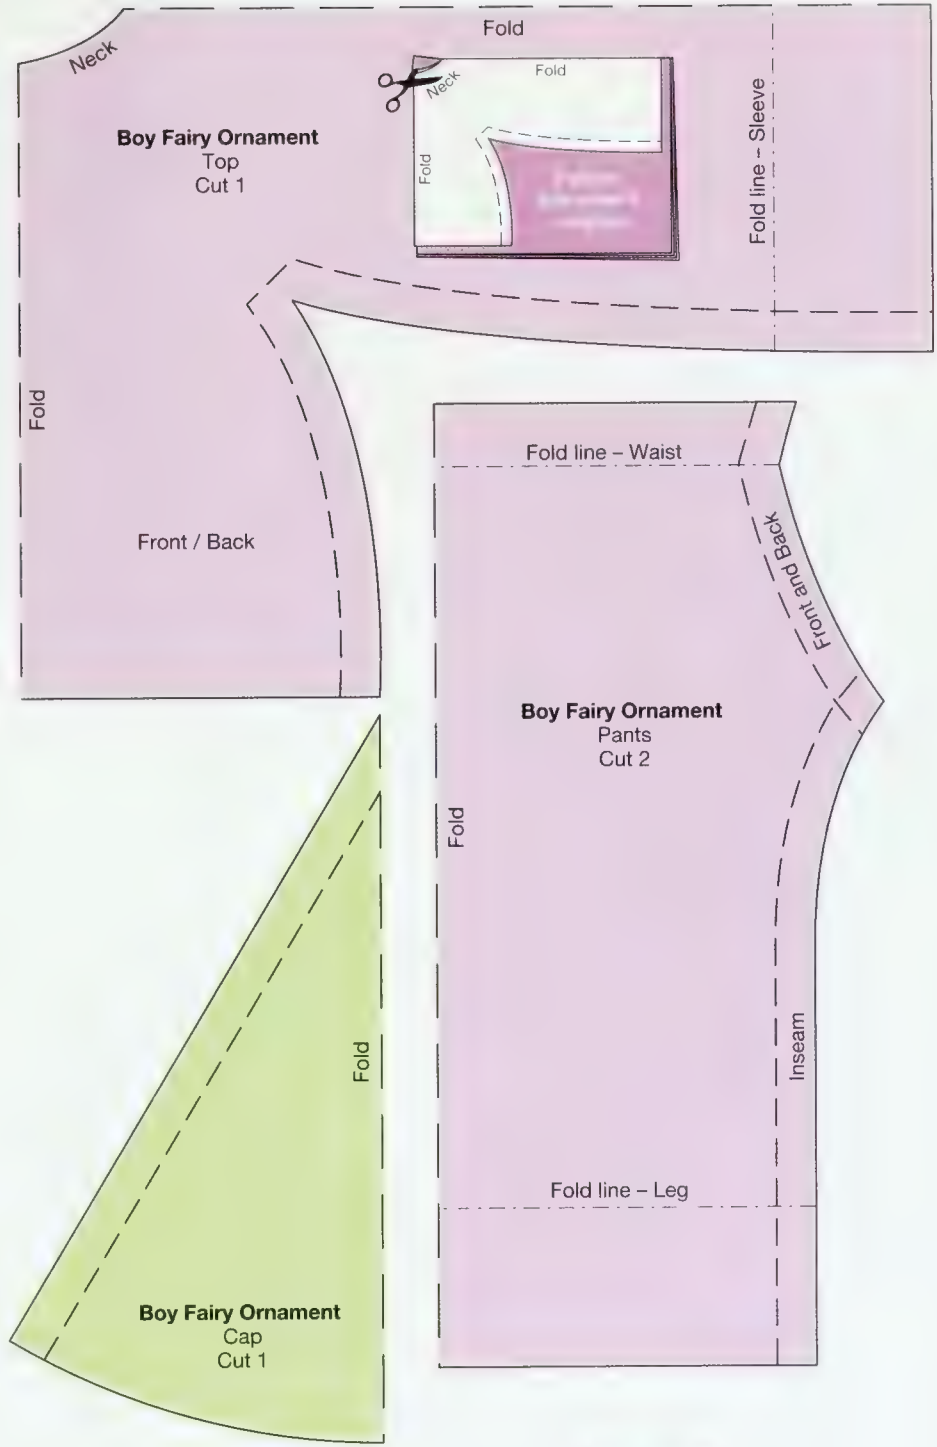 Neck
Fold
Boy Fairy Ornament
Top
Cut 1
Neck
Fold
Fold
Fold line – Sleeve
Fold
Front / Back
Fold line – Waist
Front and Back
Boy Fairy Ornament
Pants
Cut 2
Fold
Inseam
Fold line – Leg
Fold
Boy Fairy Ornament
Cap
Cut 1